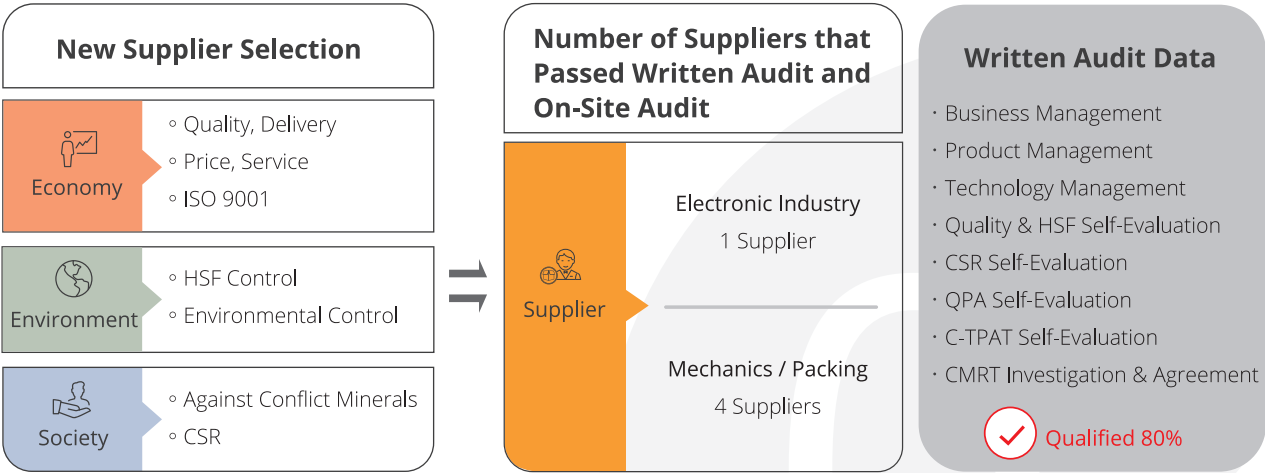 New Supplier Selection
Economy
◦ Quality, Delivery
◦ Price, Service
◦ ISO 9001
Environment
◦ HSF Control
◦ Environmental Control
Society
◦ Against Conflict Minerals
◦ CSR
Number of Suppliers that
Passed Written Audit and
On-Site Audit
Supplier
Electronic Industry
1 Supplier
Mechanics / Packing
4 Suppliers
Written Audit Data
· Business Management
· Product Management
· Technology Management
· Quality & HSF Self-Evaluation
· CSR Self-Evaluation
· QPA Self-Evaluation
· C-TPAT Self-Evaluation
· CMRT Investigation & Agreement
Qualified 80%